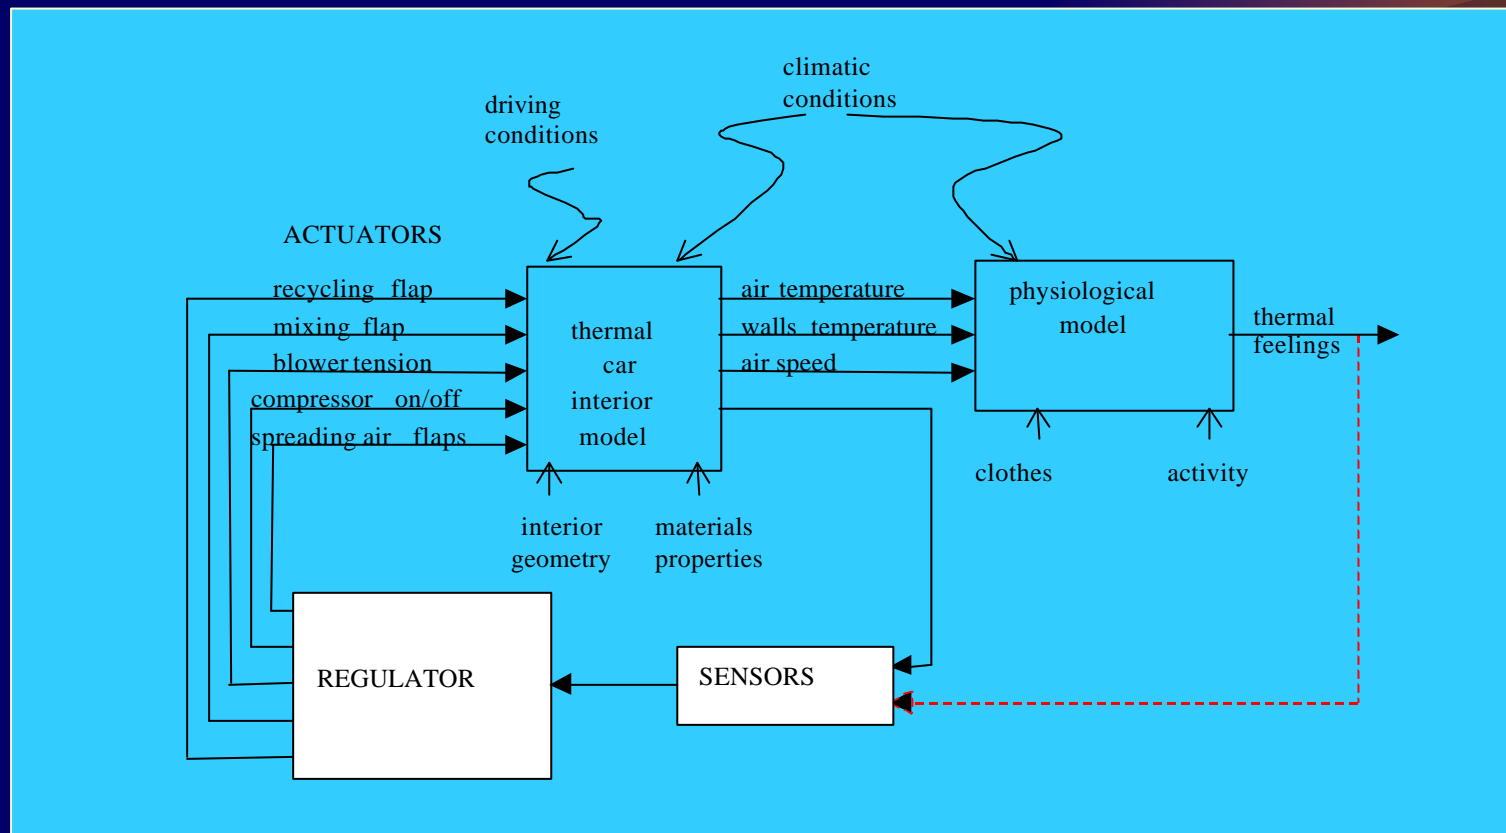 climatic
conditions
driving
conditions
ACTUATORS
recycling flap
mixing flap
blower tension
compressor on/off
spreading air flaps
thermal
car
interior
model
air temperature
walls temperature
air speed
physiological
model
thermal
feelings
clothes
activity
interior
geometry
materials
properties
REGULATOR
SENSORS